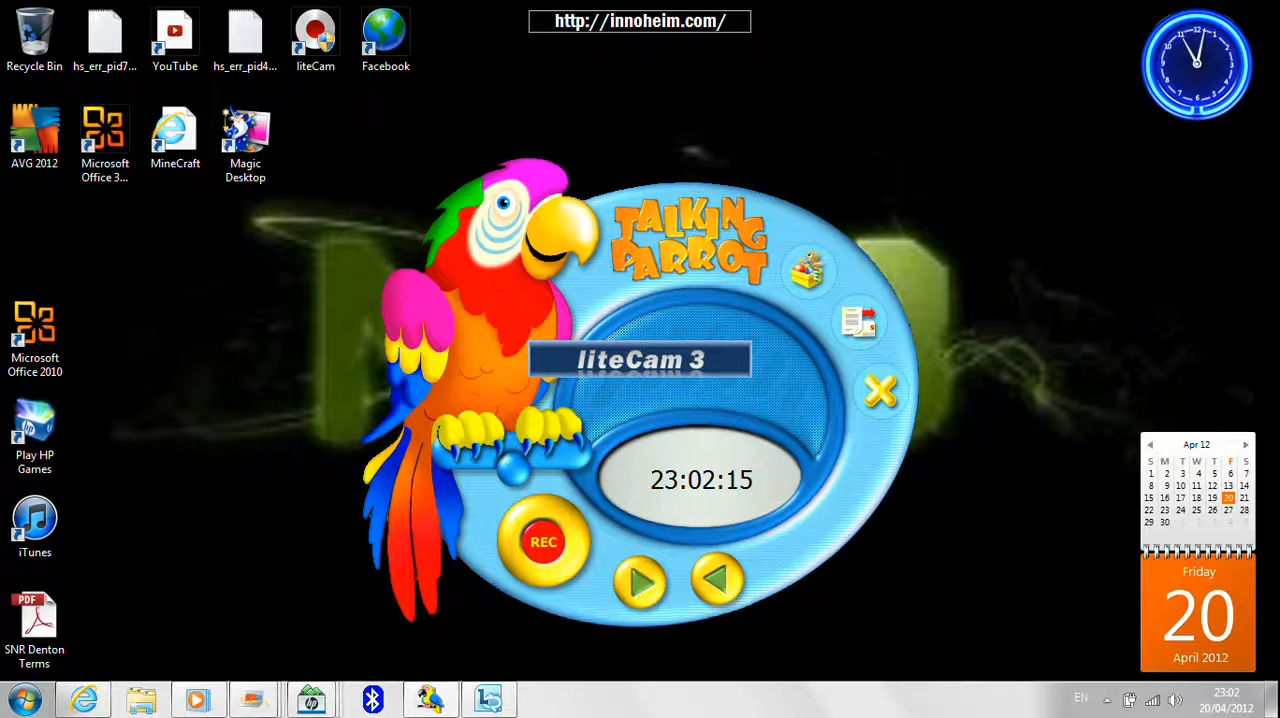 http://innoheim.com/
Recycle Bin
hs_err_pid7...
YouTube
hs_err_pid4...
liteCam
Facebook
AVG 2012
Microsoft
Office 3...
MineCraft
Magic
Desktop
TALKING
PARROT
liteCam 3
23:02:15
REC
Microsoft
Office 2010
Play HP
Games
iTunes
PDF
SNR Denton
Terms
Apr 12
S M T W T F S
1 2 3 4 5 6 7
8 9 10 11 12 13 14
15 16 17 18 19 20 21
22 23 24 25 26 27 28
29 30
Friday
20
April 2012
EN
23:02
20/04/2012